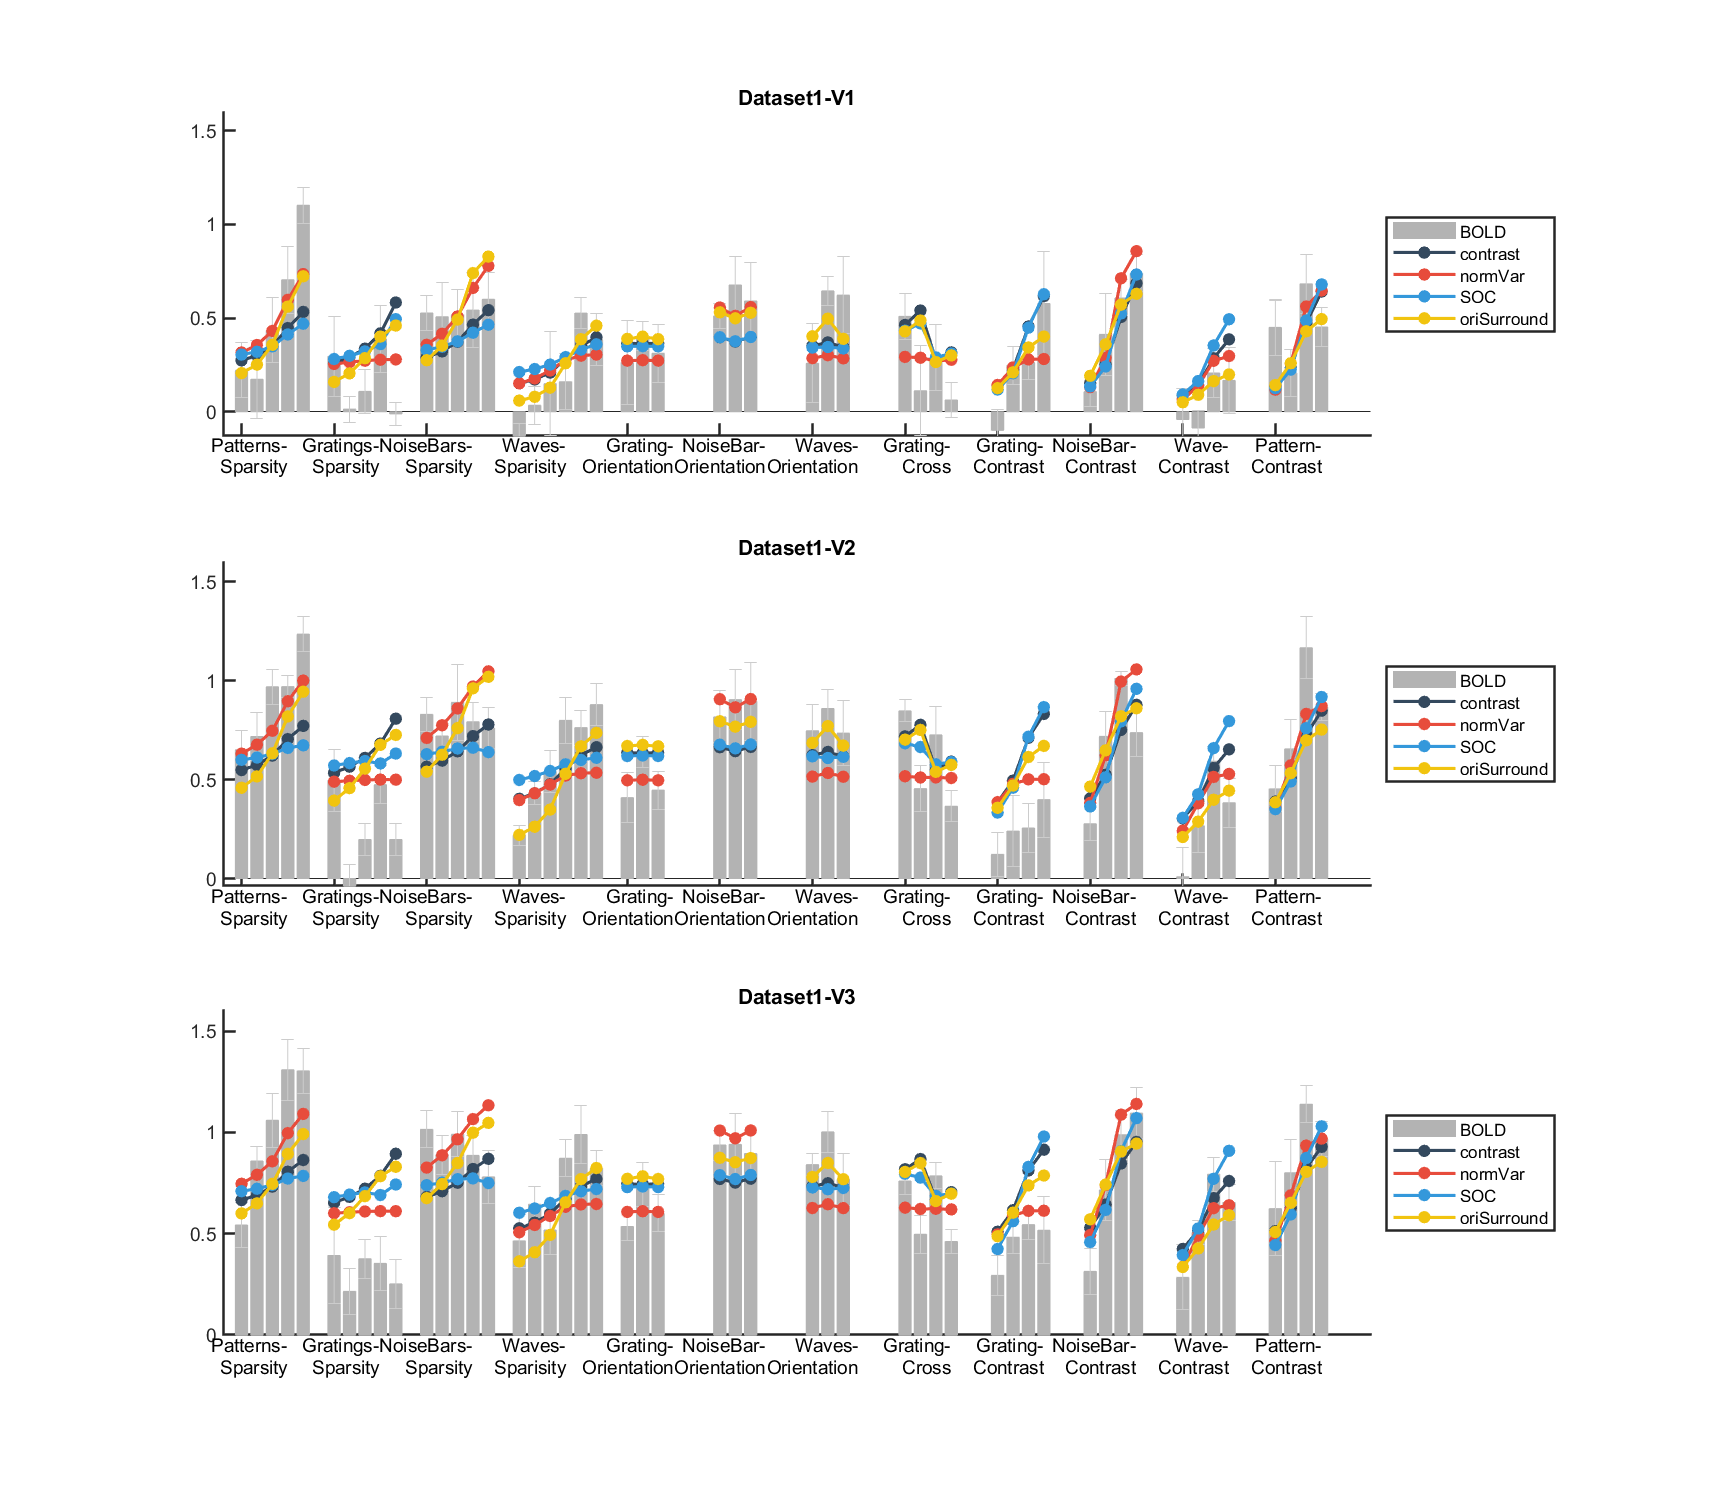 Dataset1-V1
1.5
1
0.5
0
Patterns- Gratings- NoiseBars- Waves- Grating- NoiseBar- Waves- Grating- Grating- NoiseBar- Wave- Pattern-
Sparsity Sparsity Sparsity Sparisity Orientation Orientation Orientation Cross Contrast Contrast Contrast Contrast
BOLD
contrast
normVar
SOC
oriSurround
Dataset1-V2
1.5
1
0.5
0
Patterns- Gratings- NoiseBars- Waves- Grating- NoiseBar- Waves- Grating- Grating- NoiseBar- Wave- Pattern-
Sparsity Sparsity Sparsity Sparisity Orientation Orientation Orientation Cross Contrast Contrast Contrast Contrast
BOLD
contrast
normVar
SOC
oriSurround
Dataset1-V3
1.5
1
0.5
0
Patterns- Gratings- NoiseBars- Waves- Grating- NoiseBar- Waves- Grating- Grating- NoiseBar- Wave- Pattern-
Sparsity Sparsity Sparsity Sparisity Orientation Orientation Orientation Cross Contrast Contrast Contrast Contrast
BOLD
contrast
normVar
SOC
oriSurround